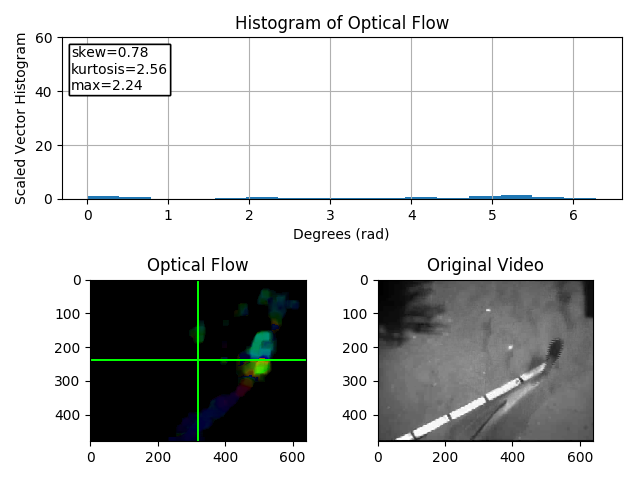 Histogram of Optical Flow
Scaled Vector Histogram
60
40
20
0
skew=0.78
kurtosis=2.56
max=2.24
0 1 2 3 4 5 6
Degrees (rad)
Optical Flow
0
100
200
300
400
0 200 400 600
Original Video
0
100
200
300
400
0 200 400 600